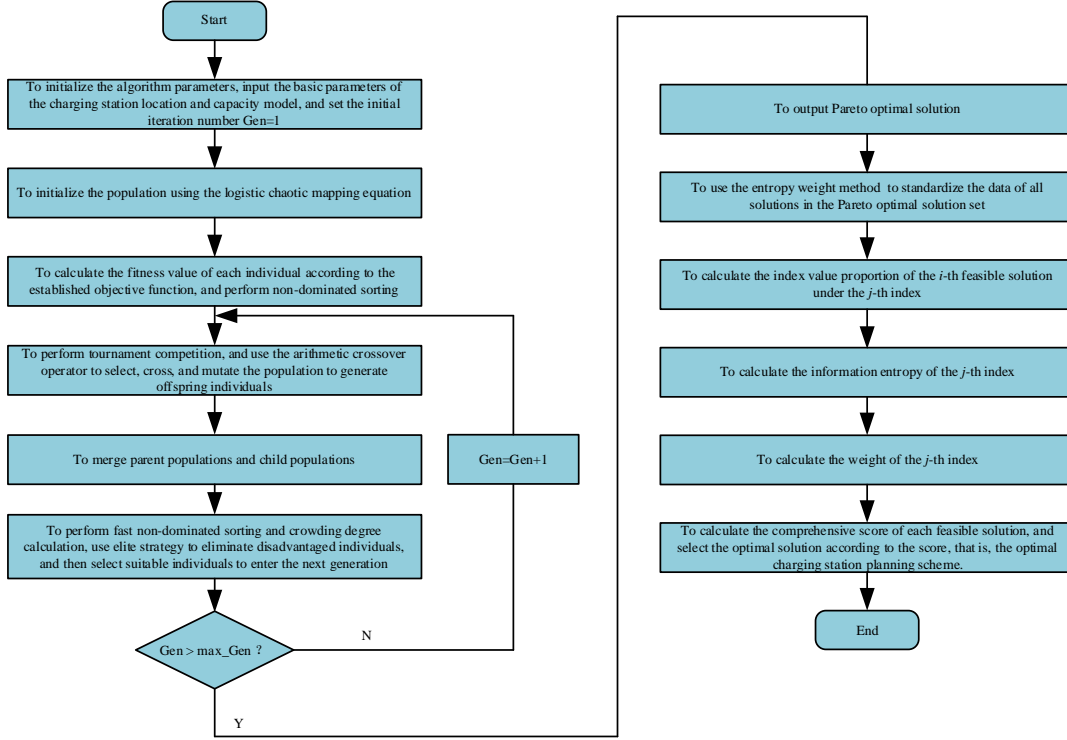 Start
To initialize the algorithm parameters, input the basic parameters of
the charging station location and capacity model, and set the initial
iteration number Gen=1
To initialize the population using the logistic chaotic mapping equation
To calculate the fitness value of each individual according to the
established objective function, and perform non-dominated sorting
To perform tournament competition, and use the arithmetic crossover
operator to select, cross, and mutate the population to generate
offspring individuals
To merge parent populations and child populations
Gen=Gen+1
To perform fast non-dominated sorting and crowding degree
calculation, use elite strategy to eliminate disadvantaged individuals,
and then select suitable individuals to enter the next generation
Gen > max_Gen ?
N
Y
To output Pareto optimal solution
To use the entropy weight method to standardize the data of all
solutions in the Pareto optimal solution set
To calculate the index value proportion of the i-th feasible solution
under the j-th index
To calculate the information entropy of the j-th index
To calculate the weight of the j-th index
To calculate the comprehensive score of each feasible solution, and
select the optimal solution according to the score, that is, the optimal
charging station planning scheme.
End